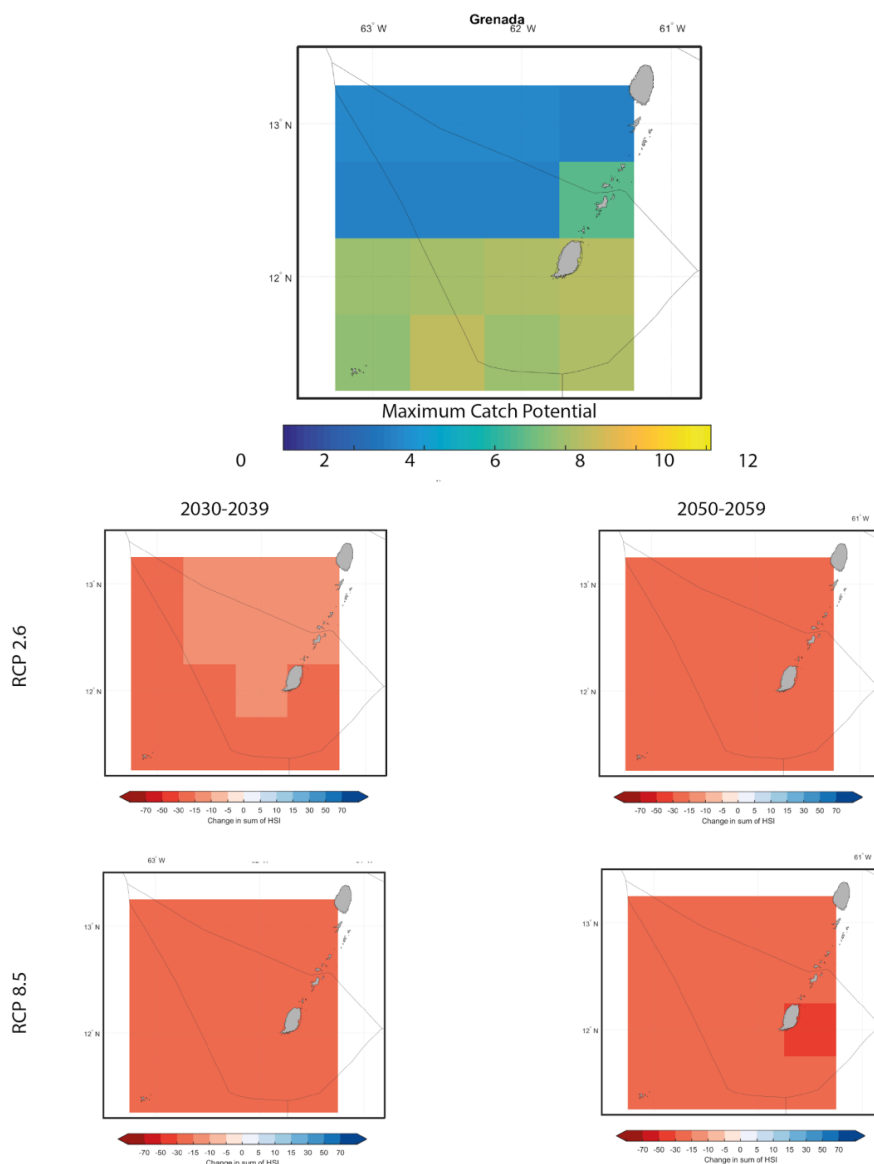 Grenada
63° W 62° W 61° W
13° N
12° N
Maximum Catch Potential
0 2 4 6 8 10 12
2030-2039
2050-2059
61° W
RCP 2.6
13° N
12° N
13° N
12° N
-70 -50 -30 -15 -10 -5 0 5 10 15 30 50 70
Change in sum of HSI
-70 -50 -30 -15 -10 -5 0 5 10 15 30 50 70
Change in sum of HSI
63° W
61° W
RCP 8.5
13° N
12° N
13° N
12° N
-70 -50 -30 -15 -10 -5 0 5 10 15 30 50 70
Change in sum of HSI
-70 -50 -30 -15 -10 -5 0 5 10 15 30 50 70
Change in sum of HSI